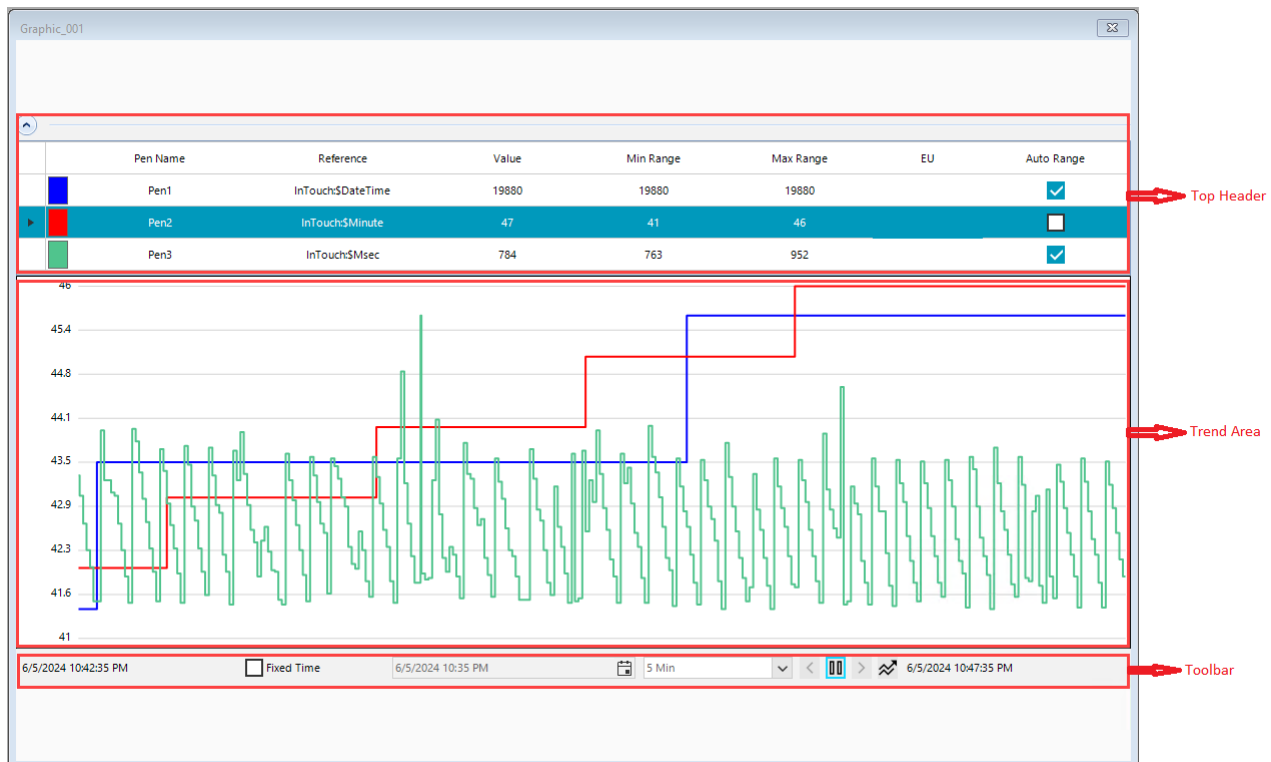 Graphic_001
Pen Name Reference Value Min Range Max Range EU Auto Range
Pen1 InTouch:$DateTime 19880 19880 19880
Pen2 InTouch:$Minute 47 41 46
Pen3 InTouch:$Msec 784 763 952
Top Header
46
45.4
44.8
44.1
43.5
42.9
42.3
41.6
41
Trend Area
6/5/2024 10:42:35 PM Fixed Time 6/5/2024 10:35 PM 5 Min 6/5/2024 10:47:35 PM
Toolbar